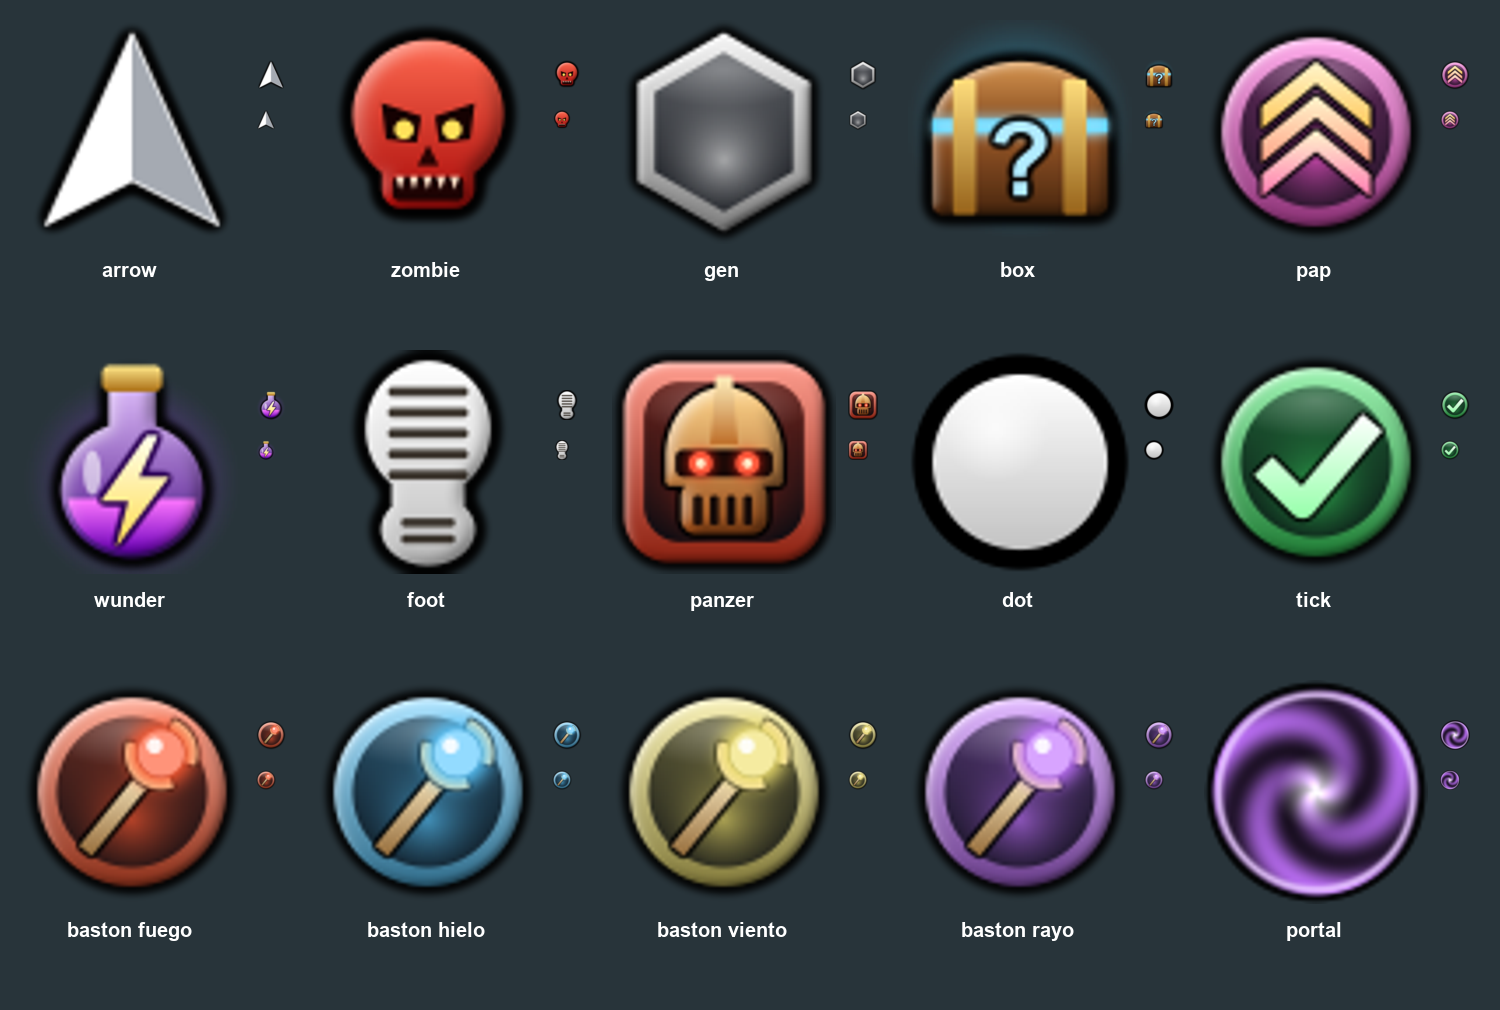 arrow
zombie
gen
box
?
pap
wunder
foot
panzer
dot
tick
baston fuego
baston hielo
baston viento
baston rayo
portal